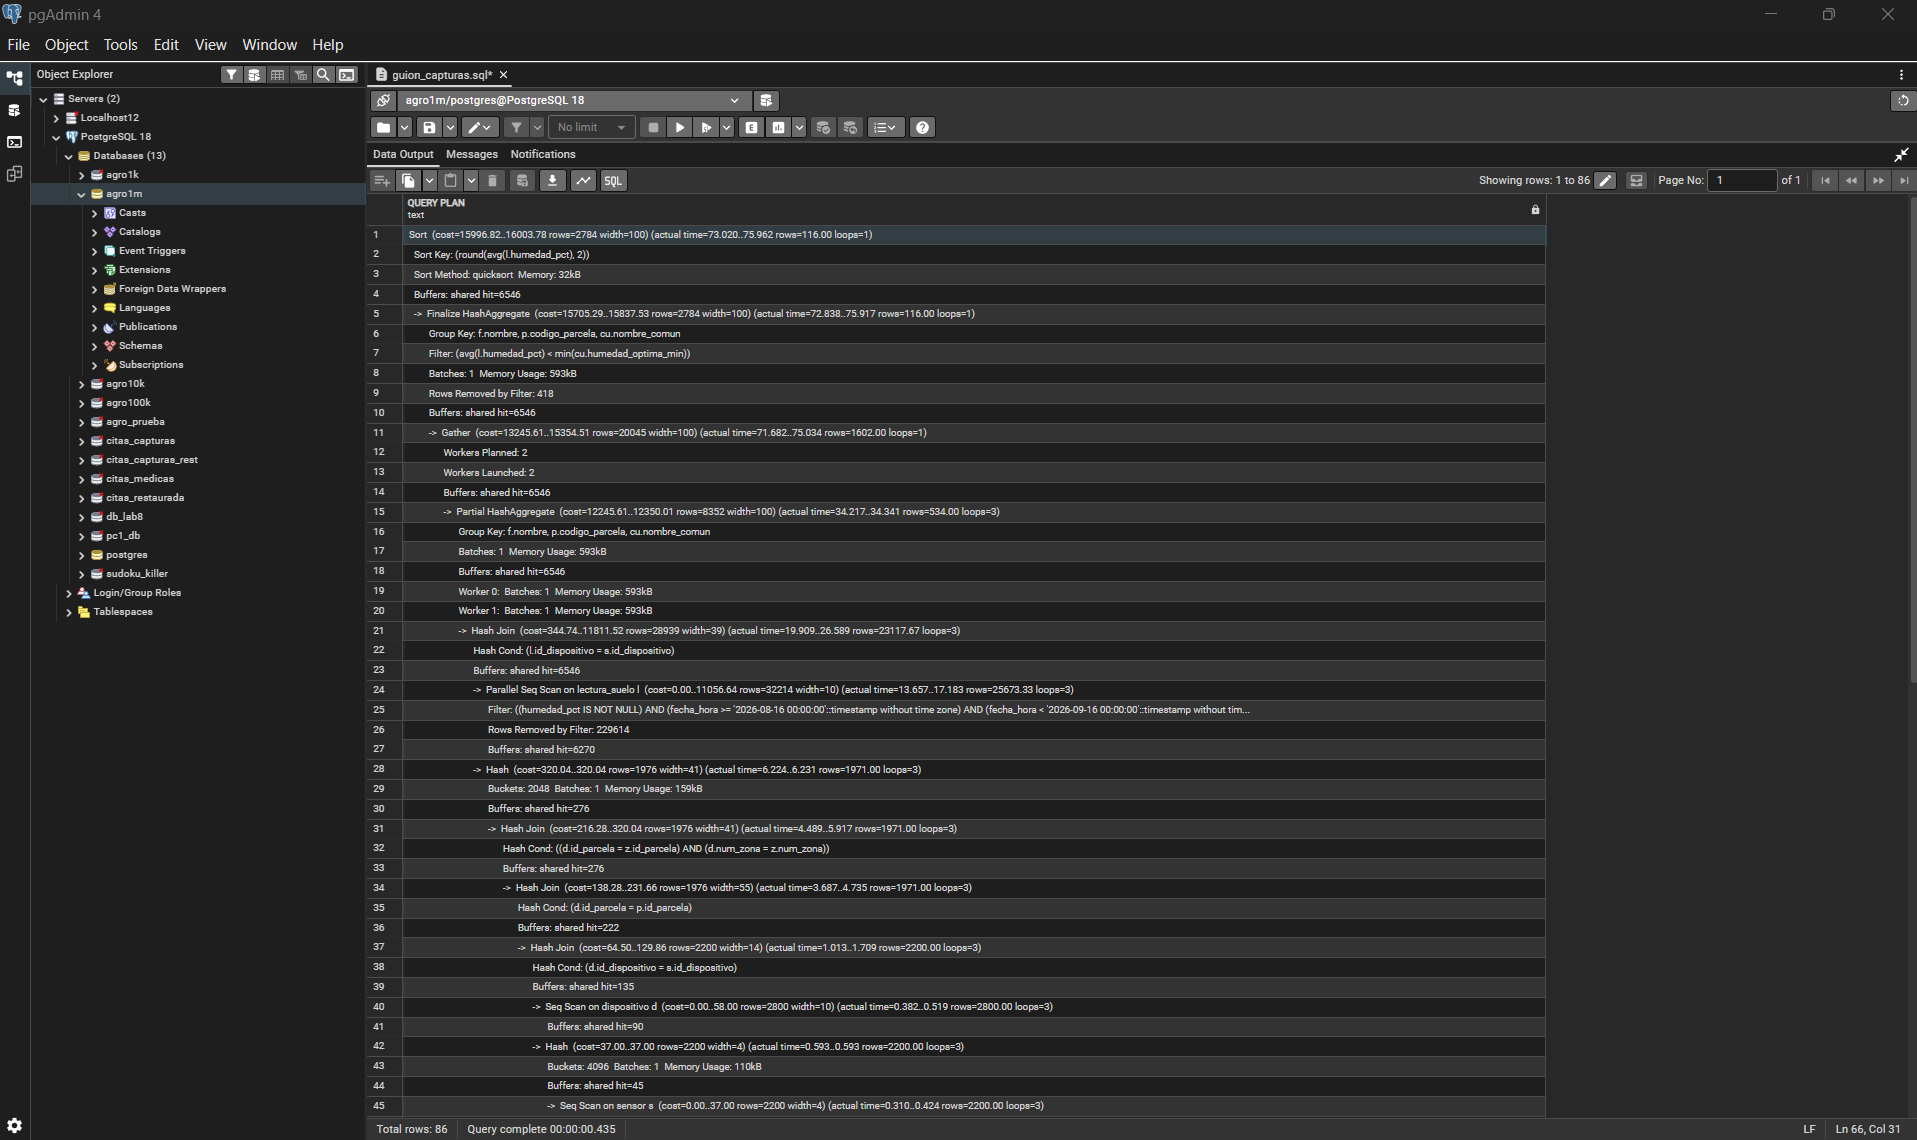 pgAdmin 4
File Object Tools Edit View Window Help
Object Explorer
guion_capturas.sql*
Servers (2)
Localhost12
PostgreSQL 18
Databases (13)
agro1k
agro1m
Casts
Catalogs
Event Triggers
Extensions
Foreign Data Wrappers
Languages
Publications
Schemas
Subscriptions
agro10k
agro100k
agro_prueba
citas_capturas
citas_capturas_rest
citas_medicas
citas_restaurada
db_lab8
pc1_db
postgres
sudoku_killer
Login/Group Roles
Tablespaces
agro1m/postgres@PostgreSQL 18
No limit
E
Data Output Messages Notifications
SQL
Showing rows: 1 to 86
Page No: 1 of 1
QUERY PLAN
text
1 Sort (cost=15996.82..16003.78 rows=2784 width=100) (actual time=73.020..75.962 rows=116.00 loops=1)
2 Sort Key: (round(avg(l.humedad_pct), 2))
3 Sort Method: quicksort Memory: 32kB
4 Buffers: shared hit=6546
5 -> Finalize HashAggregate (cost=15705.29..15837.53 rows=2784 width=100) (actual time=72.838..75.917 rows=116.00 loops=1)
6 Group Key: f.nombre, p.codigo_parcela, cu.nombre_comun
7 Filter: (avg(l.humedad_pct) < min(cu.humedad_optima_min))
8 Batches: 1 Memory Usage: 593kB
9 Rows Removed by Filter: 418
10 Buffers: shared hit=6546
11 -> Gather (cost=13245.61..15354.51 rows=20045 width=100) (actual time=71.682..75.034 rows=1602.00 loops=1)
12 Workers Planned: 2
13 Workers Launched: 2
14 Buffers: shared hit=6546
15 -> Partial HashAggregate (cost=12245.61..12350.01 rows=8352 width=100) (actual time=34.217..34.341 rows=534.00 loops=3)
16 Group Key: f.nombre, p.codigo_parcela, cu.nombre_comun
17 Batches: 1 Memory Usage: 593kB
18 Buffers: shared hit=6546
19 Worker 0: Batches: 1 Memory Usage: 593kB
20 Worker 1: Batches: 1 Memory Usage: 593kB
21 -> Hash Join (cost=344.74..11811.52 rows=28939 width=39) (actual time=19.909..26.589 rows=23117.67 loops=3)
22 Hash Cond: (l.id_dispositivo = s.id_dispositivo)
23 Buffers: shared hit=6546
24 -> Parallel Seq Scan on lectura_suelo l (cost=0.00..11056.64 rows=32214 width=10) (actual time=13.657..17.183 rows=25673.33 loops=3)
25 Filter: ((humedad_pct IS NOT NULL) AND (fecha_hora >= '2026-08-16 00:00:00'::timestamp without time zone) AND (fecha_hora < '2026-09-16 00:00:00'::timestamp without tim...
26 Rows Removed by Filter: 229614
27 Buffers: shared hit=6270
28 -> Hash (cost=320.04..320.04 rows=1976 width=41) (actual time=6.224..6.231 rows=1971.00 loops=3)
29 Buckets: 2048 Batches: 1 Memory Usage: 159kB
30 Buffers: shared hit=276
31 -> Hash Join (cost=216.28..320.04 rows=1976 width=41) (actual time=4.489..5.917 rows=1971.00 loops=3)
32 Hash Cond: ((d.id_parcela = z.id_parcela) AND (d.num_zona = z.num_zona))
33 Buffers: shared hit=276
34 -> Hash Join (cost=138.28..231.66 rows=1976 width=55) (actual time=3.687..4.735 rows=1971.00 loops=3)
35 Hash Cond: (d.id_parcela = p.id_parcela)
36 Buffers: shared hit=222
37 -> Hash Join (cost=64.50..129.86 rows=2200 width=14) (actual time=1.013..1.709 rows=2200.00 loops=3)
38 Hash Cond: (d.id_dispositivo = s.id_dispositivo)
39 Buffers: shared hit=135
40 -> Seq Scan on dispositivo d (cost=0.00..58.00 rows=2800 width=10) (actual time=0.382..0.519 rows=2800.00 loops=3)
41 Buffers: shared hit=90
42 -> Hash (cost=37.00..37.00 rows=2200 width=4) (actual time=0.593..0.593 rows=2200.00 loops=3)
43 Buckets: 4096 Batches: 1 Memory Usage: 110kB
44 Buffers: shared hit=45
45 -> Seq Scan on sensor s (cost=0.00..37.00 rows=2200 width=4) (actual time=0.310..0.424 rows=2200.00 loops=3)
Total rows: 86 Query complete 00:00:00.435
LF Ln 66, Col 31